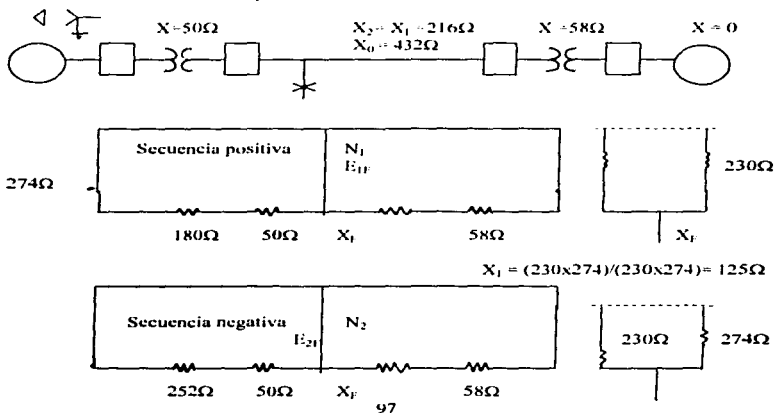 X=50Ω
X₂= X₁ =216Ω
X₀ = 432Ω
X=58Ω
X = 0
Secuencia positiva
N₁
E₁F
274Ω
230Ω
180Ω
50Ω
X_F
58Ω
X_F
X₁ = (230x274)/(230x274)= 125Ω
Secuencia negativa
N₂
E₂F
230Ω
274Ω
252Ω
50Ω
X_F
58Ω
97